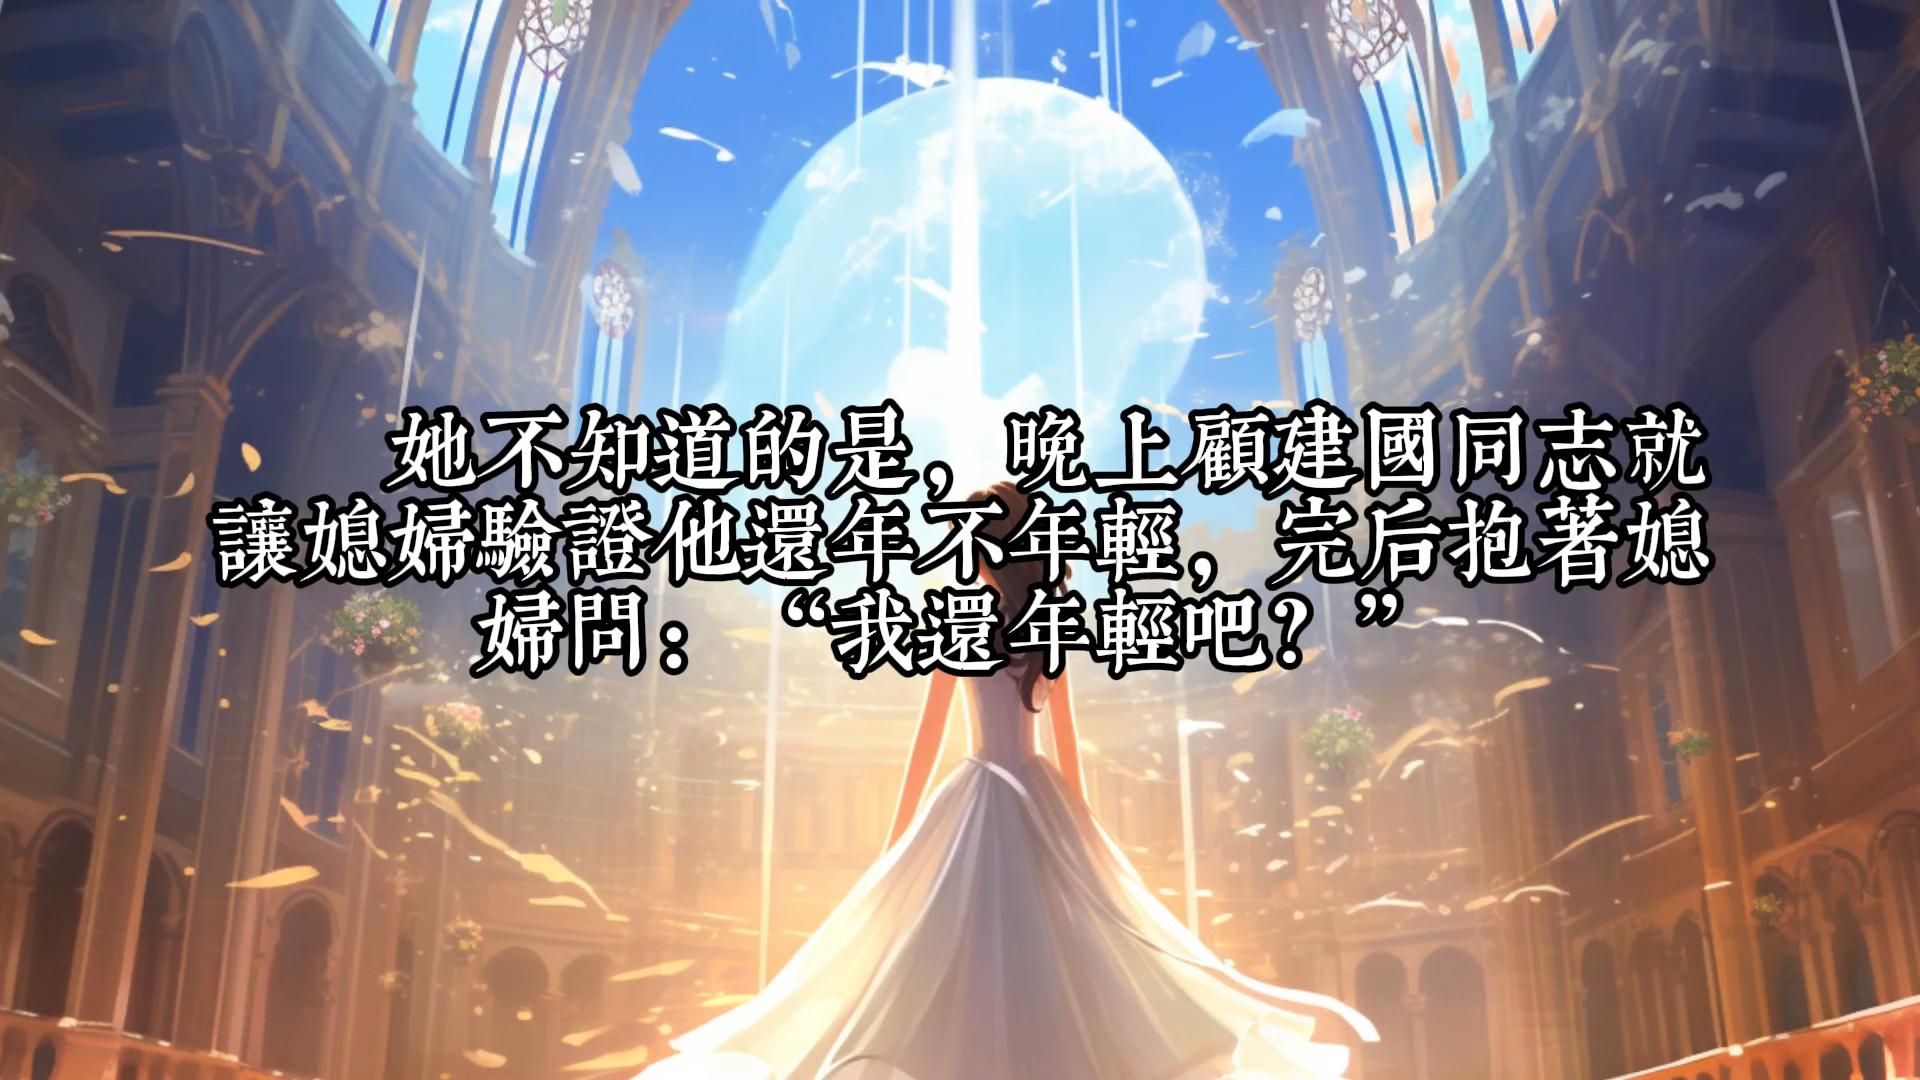 她不知道的是，晚上顧建國同志就
讓媳婦驗證他還年不年輕，完后抱著媳
婦問：“我還年輕吧？”